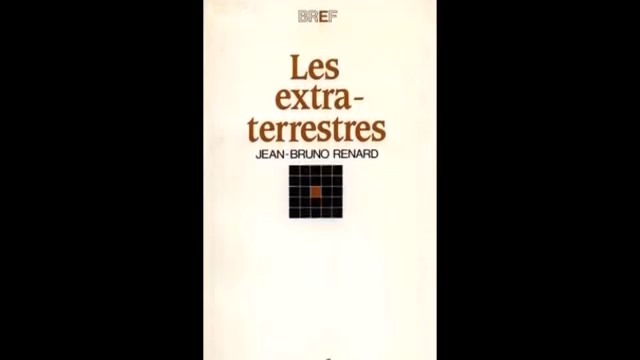 BREF
Les
extra-
terrestres
JEAN-BRUNO RENARD